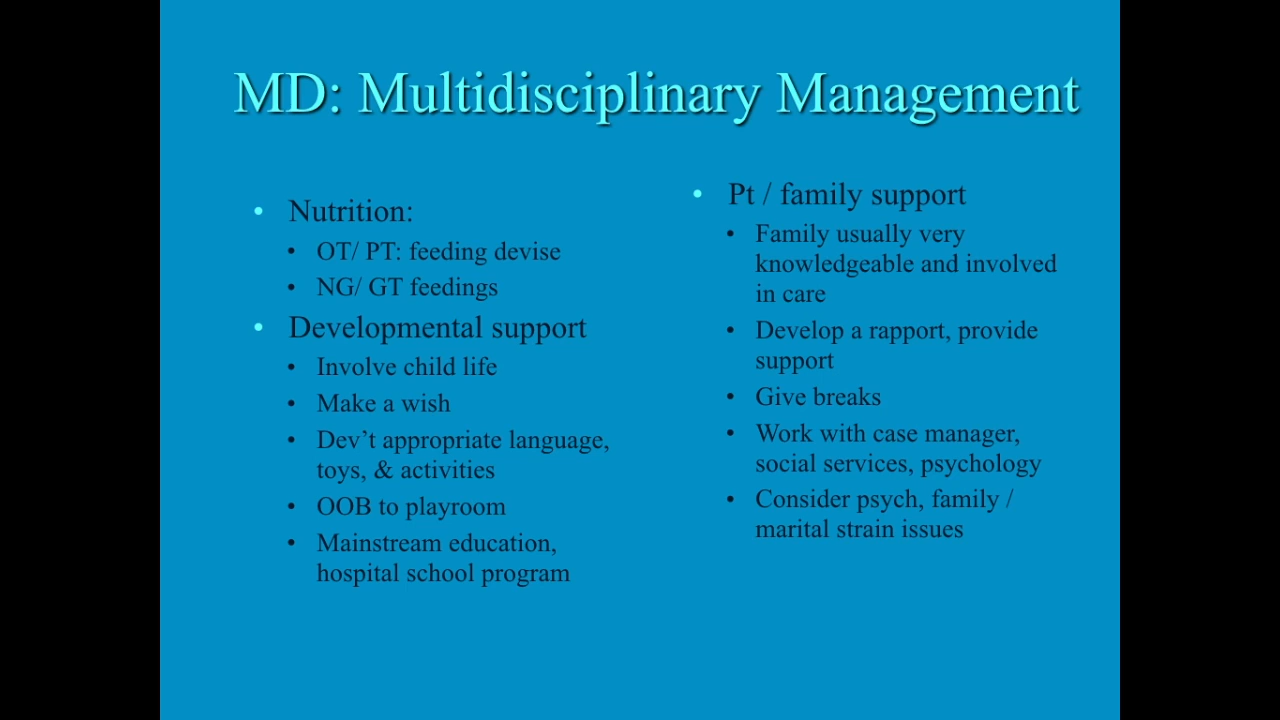 MD: Multidisciplinary Management
• Nutrition:
• OT/ PT: feeding devise
• NG/ GT feedings
• Developmental support
• Involve child life
• Make a wish
• Dev’t appropriate language,
toys, & activities
• OOB to playroom
• Mainstream education,
hospital school program
• Pt / family support
• Family usually very
knowledgeable and involved
in care
• Develop a rapport, provide
support
• Give breaks
• Work with case manager,
social services, psychology
• Consider psych, family /
marital strain issues